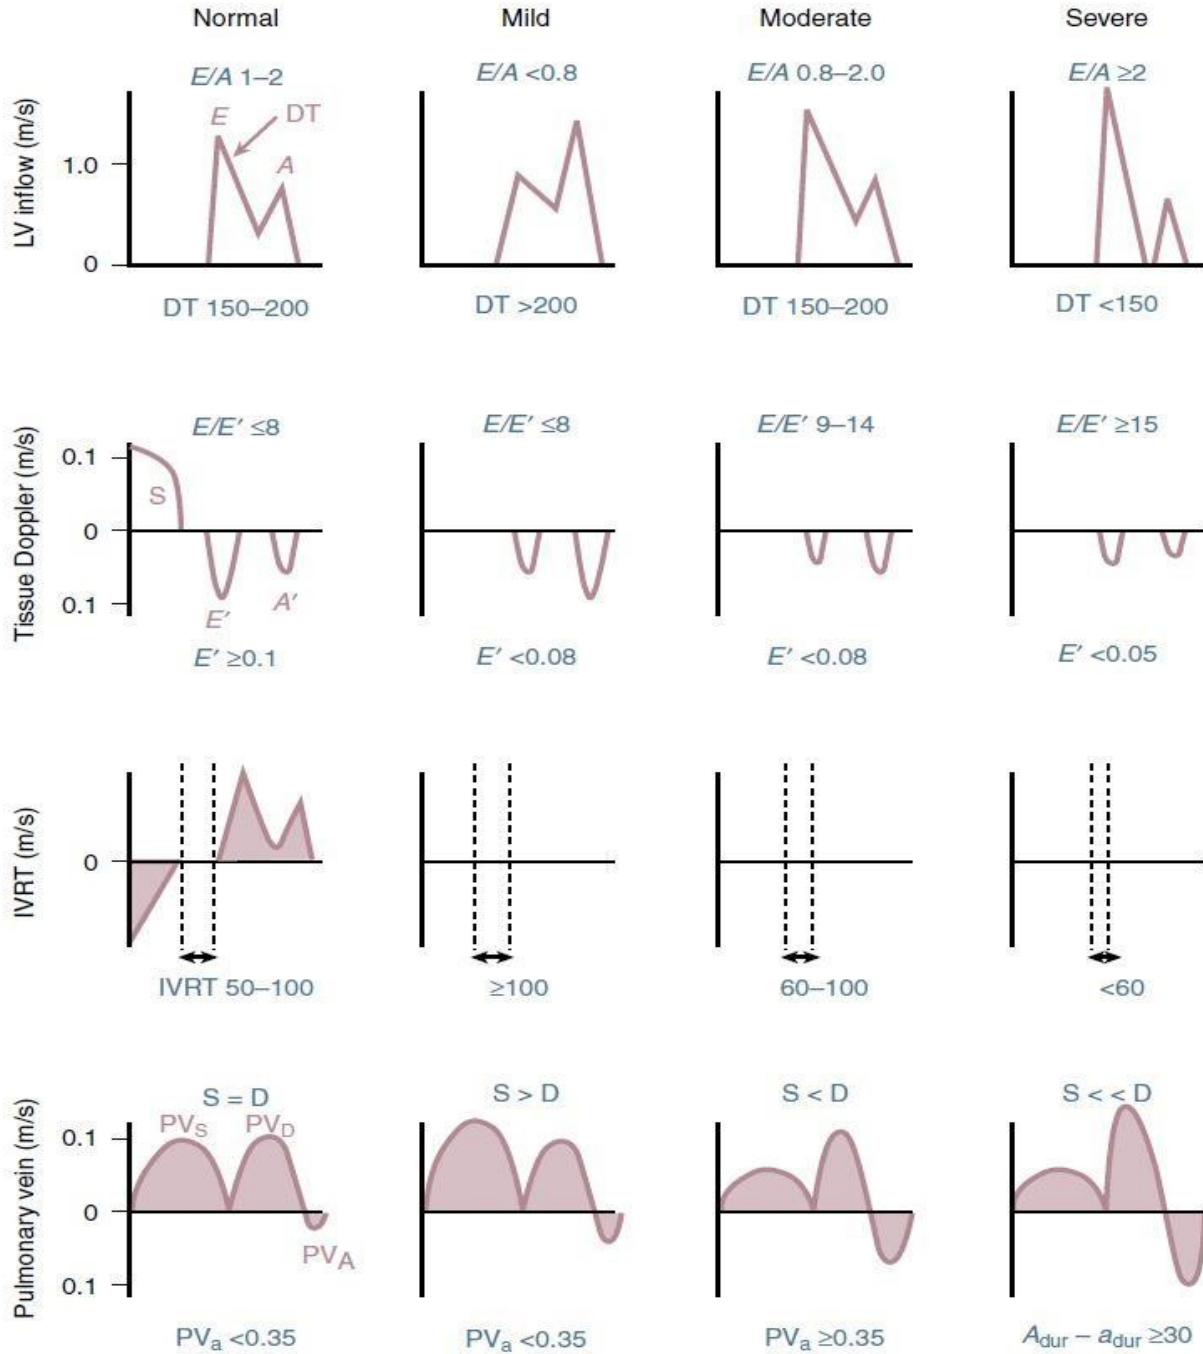 Normal Mild Moderate Severe
E/A 1–2 E/A <0.8 E/A 0.8–2.0 E/A ≥2
LV inflow (m/s)
E DT
A
1.0
0
DT 150–200 DT >200 DT 150–200 DT <150
E/E′ ≤8 E/E′ ≤8 E/E′ 9–14 E/E′ ≥15
Tissue Doppler (m/s)
0.1
S
0
0.1
E′ A′
E′ ≥0.1 E′ <0.08 E′ <0.08 E′ <0.05
IVRT (m/s)
0
IVRT 50–100 ≥100 60–100 <60
S = D S > D S < D S < < D
Pulmonary vein (m/s)
PVS PVD
0.1
0
PVA
0.1
PVa <0.35 PVa <0.35 PVa ≥0.35 Adur – adur ≥30